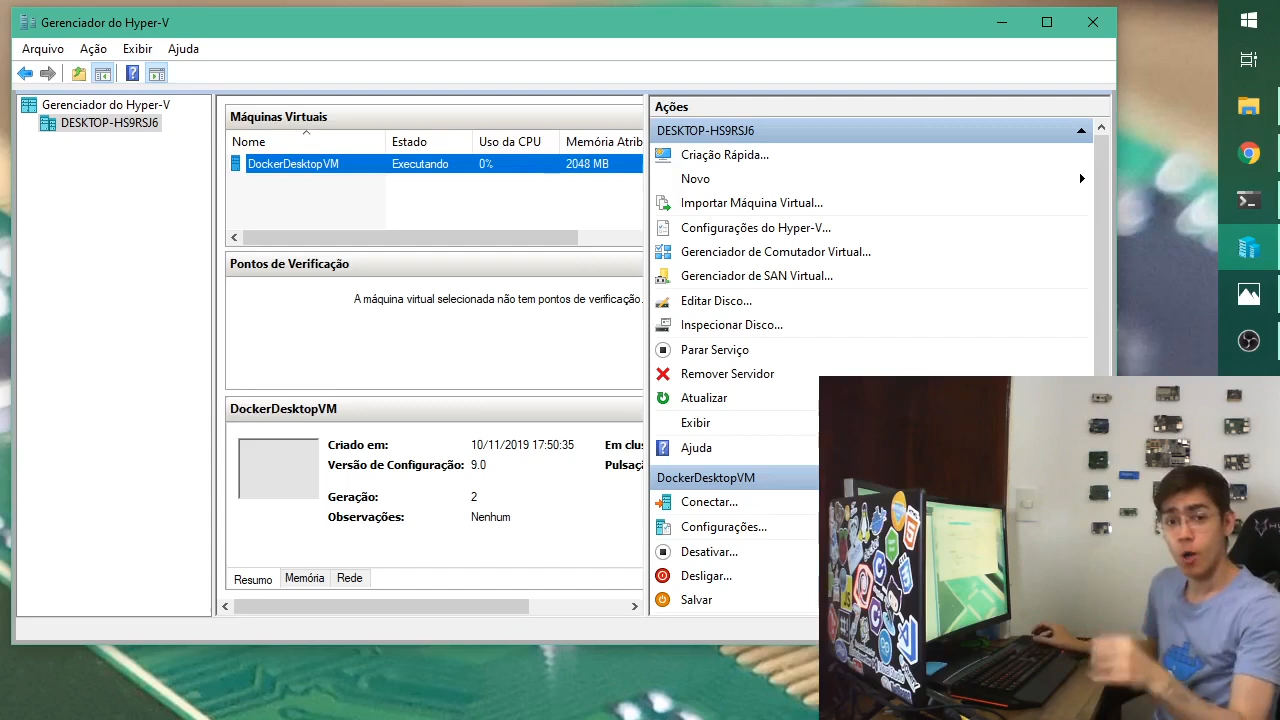 Gerenciador do Hyper-V
Arquivo Ação Exibir Ajuda
Gerenciador do Hyper-V
DESKTOP-HS9RSJ6
Máquinas Virtuais
Nome Estado Uso da CPU Memória Atrib
DockerDesktopVM Executando 0% 2048 MB
Pontos de Verificação
A máquina virtual selecionada não tem pontos de verificação.
DockerDesktopVM
Criado em: 10/11/2019 17:50:35 Em clus
Versão de Configuração: 9.0 Pulsaç
Geração: 2
Observações: Nenhum
Resumo Memória Rede
Ações
DESKTOP-HS9RSJ6
Criação Rápida...
Novo
Importar Máquina Virtual...
Configurações do Hyper-V...
Gerenciador de Comutador Virtual...
Gerenciador de SAN Virtual...
Editar Disco...
Inspecionar Disco...
Parar Serviço
Remover Servidor
Atualizar
Exibir
Ajuda
DockerDesktopVM
Conectar...
Configurações...
Desativar...
Desligar...
Salvar